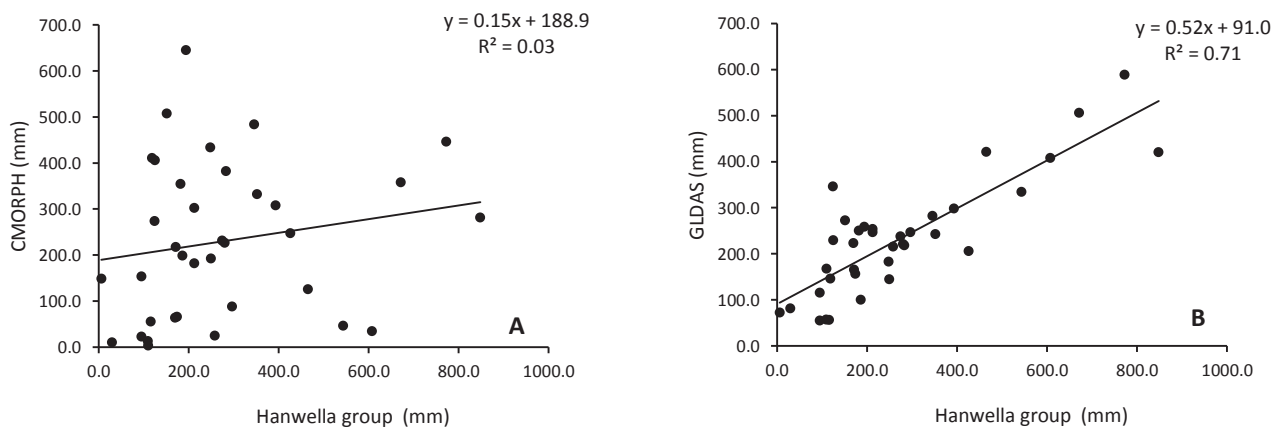 y = 0.15x + 188.9
R² = 0.03
700.0
600.0
500.0
400.0
300.0
200.0
100.0
0.0
CMORPH (mm)
A
0.0 200.0 400.0 600.0 800.0 1000.0
Hanwella group (mm)
y = 0.52x + 91.0
R² = 0.71
700.0
600.0
500.0
400.0
300.0
200.0
100.0
0.0
GLDAS (mm)
B
0.0 200.0 400.0 600.0 800.0 1000.0
Hanwella group (mm)